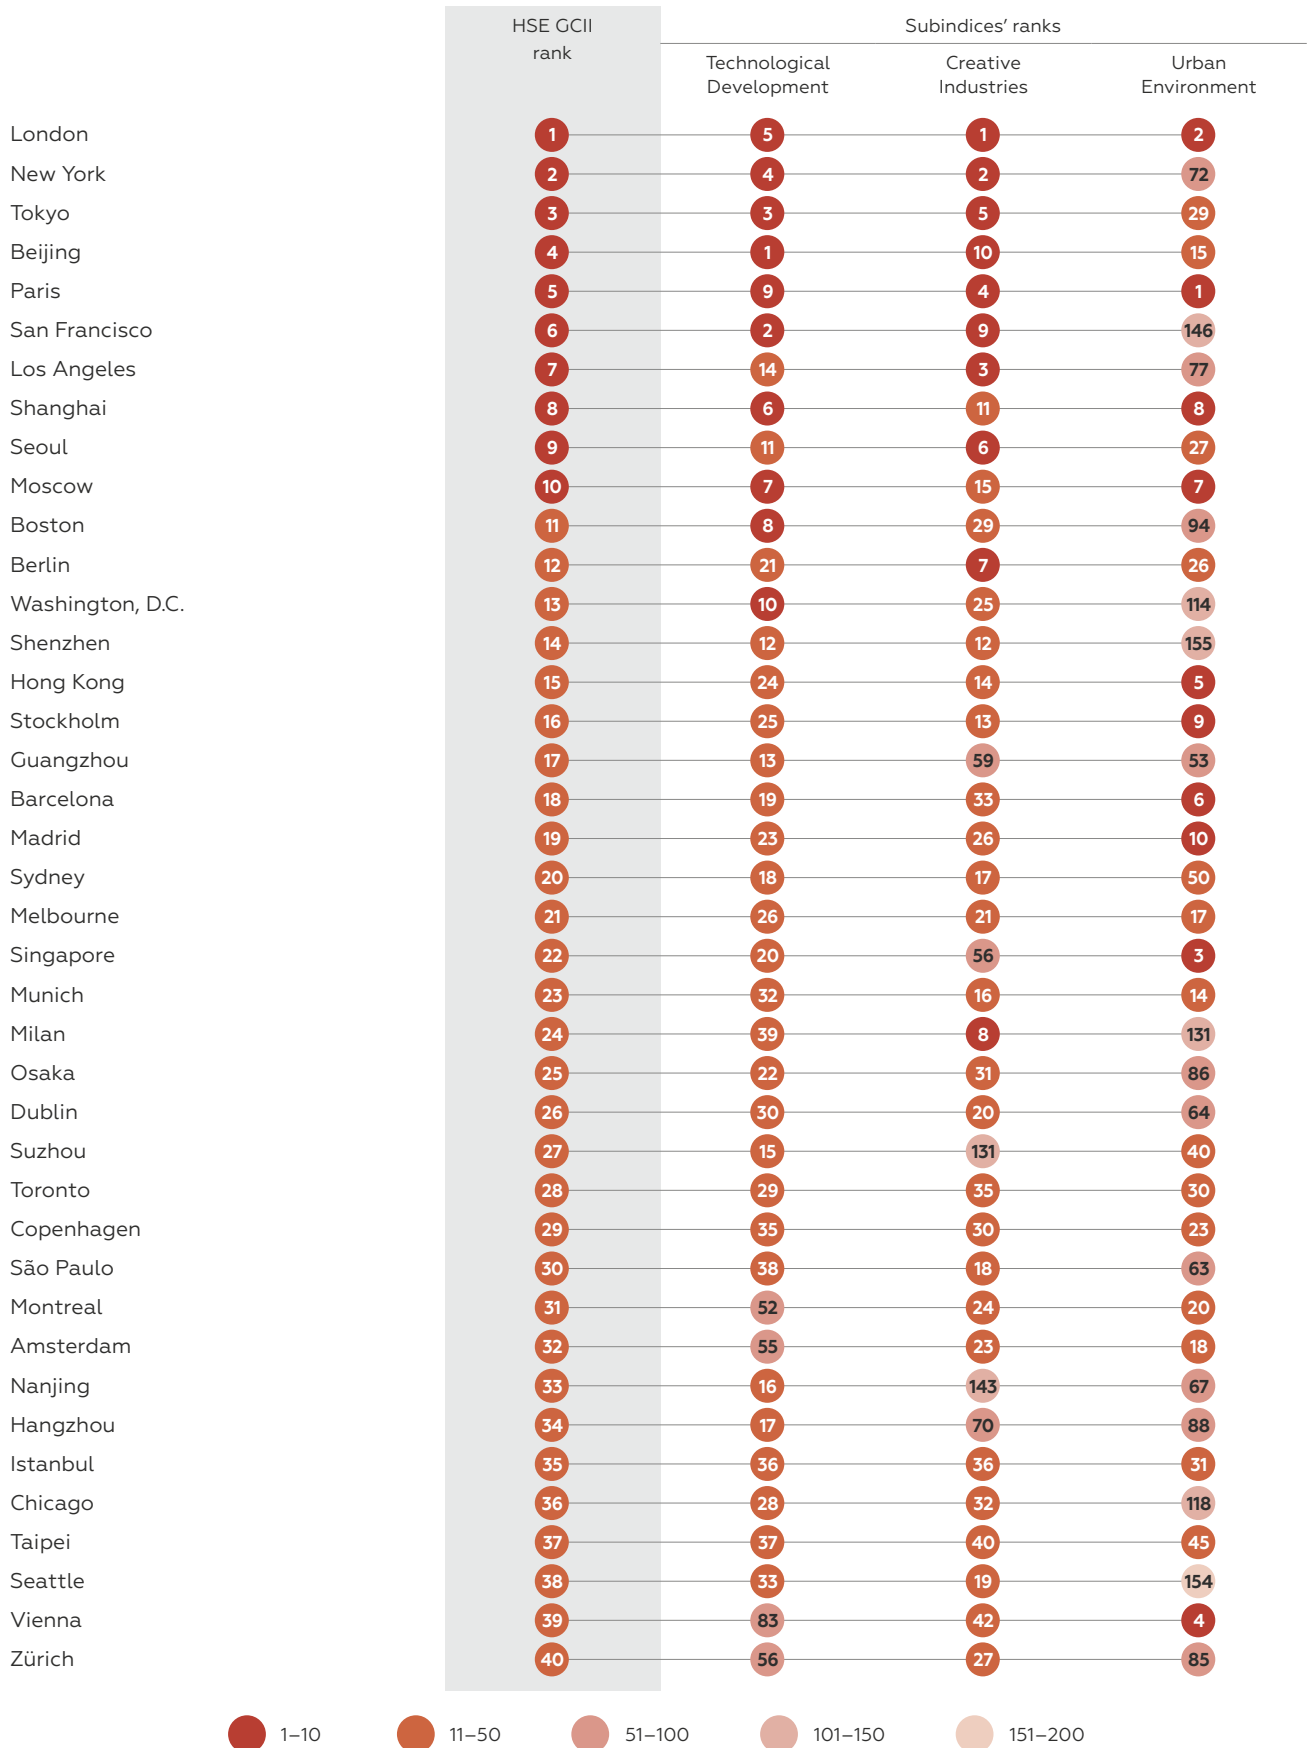 HSE GCII
rank
Subindices' ranks
Technological
Development
Creative
Industries
Urban
Environment
London 1 5 1 2
New York 2 4 2 72
Tokyo 3 3 5 29
Beijing 4 1 10 15
Paris 5 9 4 1
San Francisco 6 2 9 146
Los Angeles 7 14 3 77
Shanghai 8 6 11 8
Seoul 9 11 6 27
Moscow 10 7 15 7
Boston 11 8 29 94
Berlin 12 21 7 26
Washington, D.C. 13 10 25 114
Shenzhen 14 12 12 155
Hong Kong 15 24 14 5
Stockholm 16 25 13 9
Guangzhou 17 13 59 53
Barcelona 18 19 33 6
Madrid 19 23 26 10
Sydney 20 18 17 50
Melbourne 21 26 21 17
Singapore 22 20 56 3
Munich 23 32 16 14
Milan 24 39 8 131
Osaka 25 22 31 86
Dublin 26 30 20 64
Suzhou 27 15 131 40
Toronto 28 29 35 30
Copenhagen 29 35 30 23
São Paulo 30 38 18 63
Montreal 31 52 24 20
Amsterdam 32 55 23 18
Nanjing 33 16 143 67
Hangzhou 34 17 70 88
Istanbul 35 36 36 31
Chicago 36 28 32 118
Taipei 37 37 40 45
Seattle 38 33 19 154
Vienna 39 83 42 4
Zürich 40 56 27 85
1–10 11–50 51–100 101–150 151–200